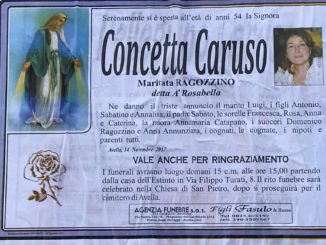 Serenamente si è spenta all'età di anni 54 la Signora
Concetta Caruso
Maritata RAGOZZINO
detta A' Rosabella
Ne danno il triste annuncio il marito Luigi, i figli Antonio,
Sabatino e Annalisa, il padre Sabato, le sorelle Francesca, Rosa, Anna
e Caterina, la nuora Annamaria Catapano, i suoceri Domenico
Ragozzino e Anna Annunziata, i cognati, le cognate, i nipoti e
parenti tutti.
Avella, 14 Novembre 2017
VALE ANCHE PER RINGRAZIAMENTO
I funerali avranno luogo domani 15 c.m. alle ore 15,00 partendo
dalla casa dell'Estinto in Via Filippo Turati, 8. Il rito funebre sarà
celebrato nella Chiesa di San Pietro, dopo si proseguirà per il
cimitero di Avella.
AGENZIA FUNEBRE s.a.s. Figli Fasulo